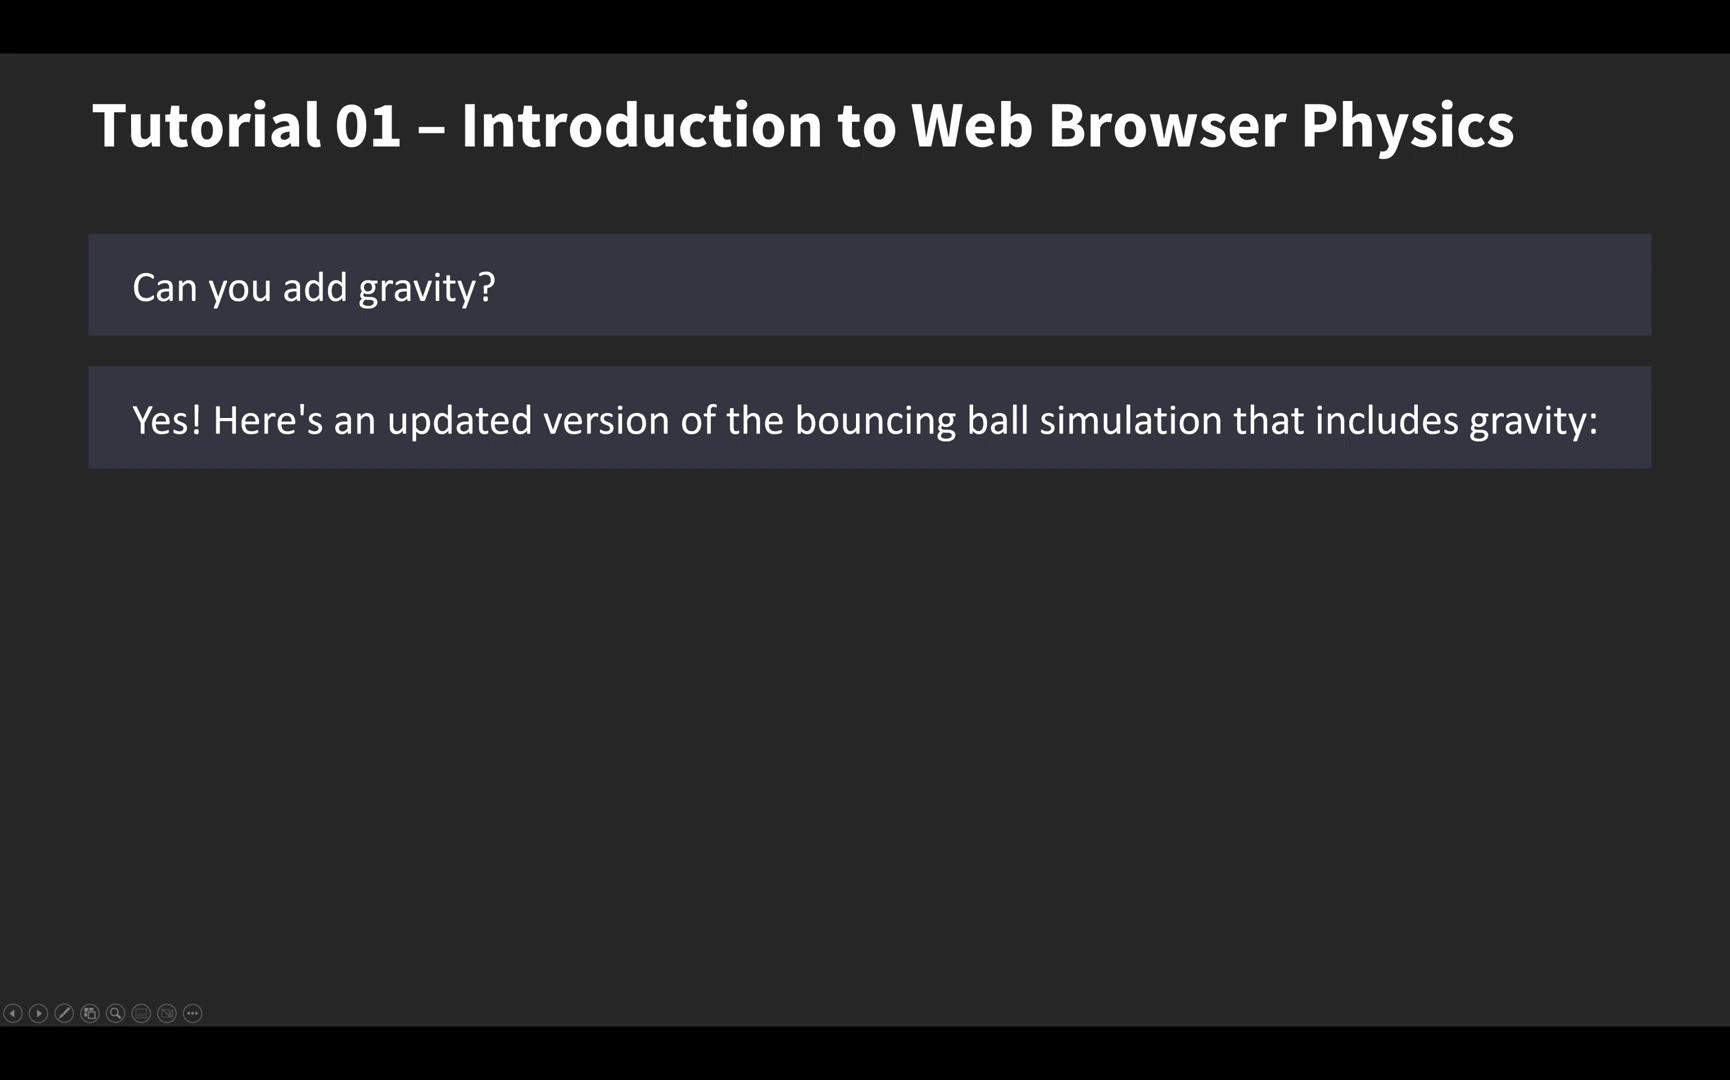 Tutorial 01 – Introduction to Web Browser Physics
Can you add gravity?
Yes! Here's an updated version of the bouncing ball simulation that includes gravity: